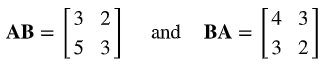 AB = [3 2; 5 3] and BA = [4 3; 3 2]